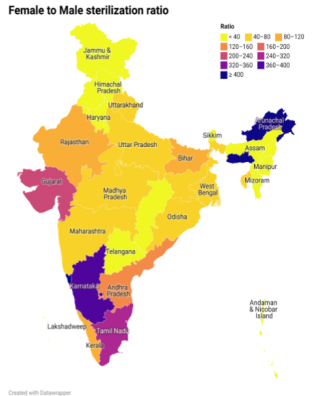 Female to Male sterilization ratio
Ratio
< 40 40–80 80–120
120–160 160–200
200–240 240–320
320–360 360–400
≥ 400
Jammu &
Kashmir
Himachal
Pradesh
Uttarakhand
Haryana
Rajasthan
Uttar Pradesh
Bihar
Sikkim
Arunachal
Pradesh
Assam
Manipur
Mizoram
Gujarat
Madhya
Pradesh
West
Bengal
Odisha
Maharashtra
Telangana
Karnataka
Andhra
Pradesh
Andaman
& Nicobar
Island
Lakshadweep
Tamil Nadu
Kerala
Created with Datawrapper